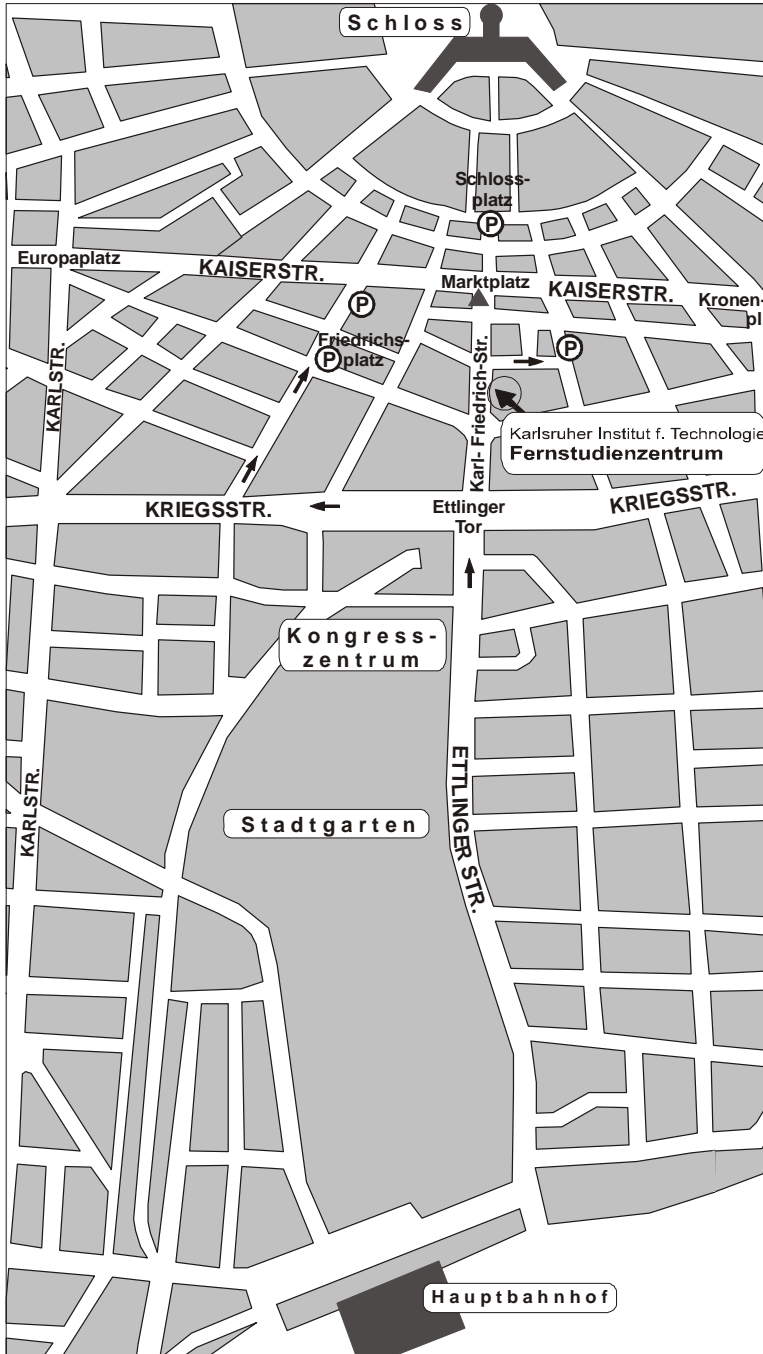 Schloss
Schloss-
platz
P
Europaplatz
KAISERSTR.
Marktplatz
KAISERSTR.
Kronen-
pl
P
Friedrichs-
platz
P
P
KARLSTR.
Karl- Friedrich-Str.
Karlsruher Institut f. Technologie
Fernstudienzentrum
KRIEGSSTR.
Ettlinger
Tor
KRIEGSSTR.
Kongress-
zentrum
KARLSTR.
Stadtgarten
ETTLINGER STR.
Hauptbahnhof